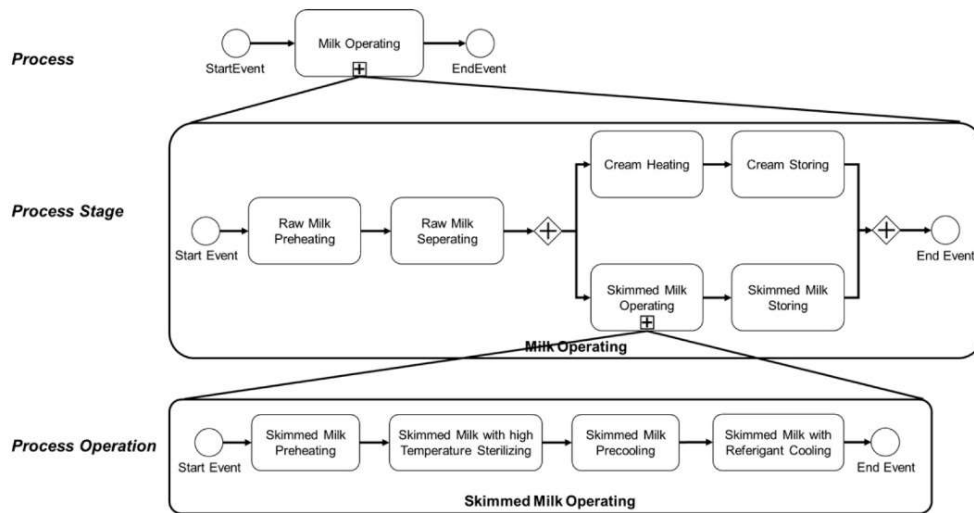 Process
StartEvent
Milk Operating
EndEvent
Process Stage
Start Event
Raw Milk
Preheating
Raw Milk
Seperating
Cream Heating
Cream Storing
Skimmed Milk
Operating
Skimmed Milk
Storing
End Event
Milk Operating
Process Operation
Start Event
Skimmed Milk
Preheating
Skimmed Milk with high
Temperature Sterilizing
Skimmed Milk
Precooling
Skimmed Milk with
Referigant Cooling
End Event
Skimmed Milk Operating